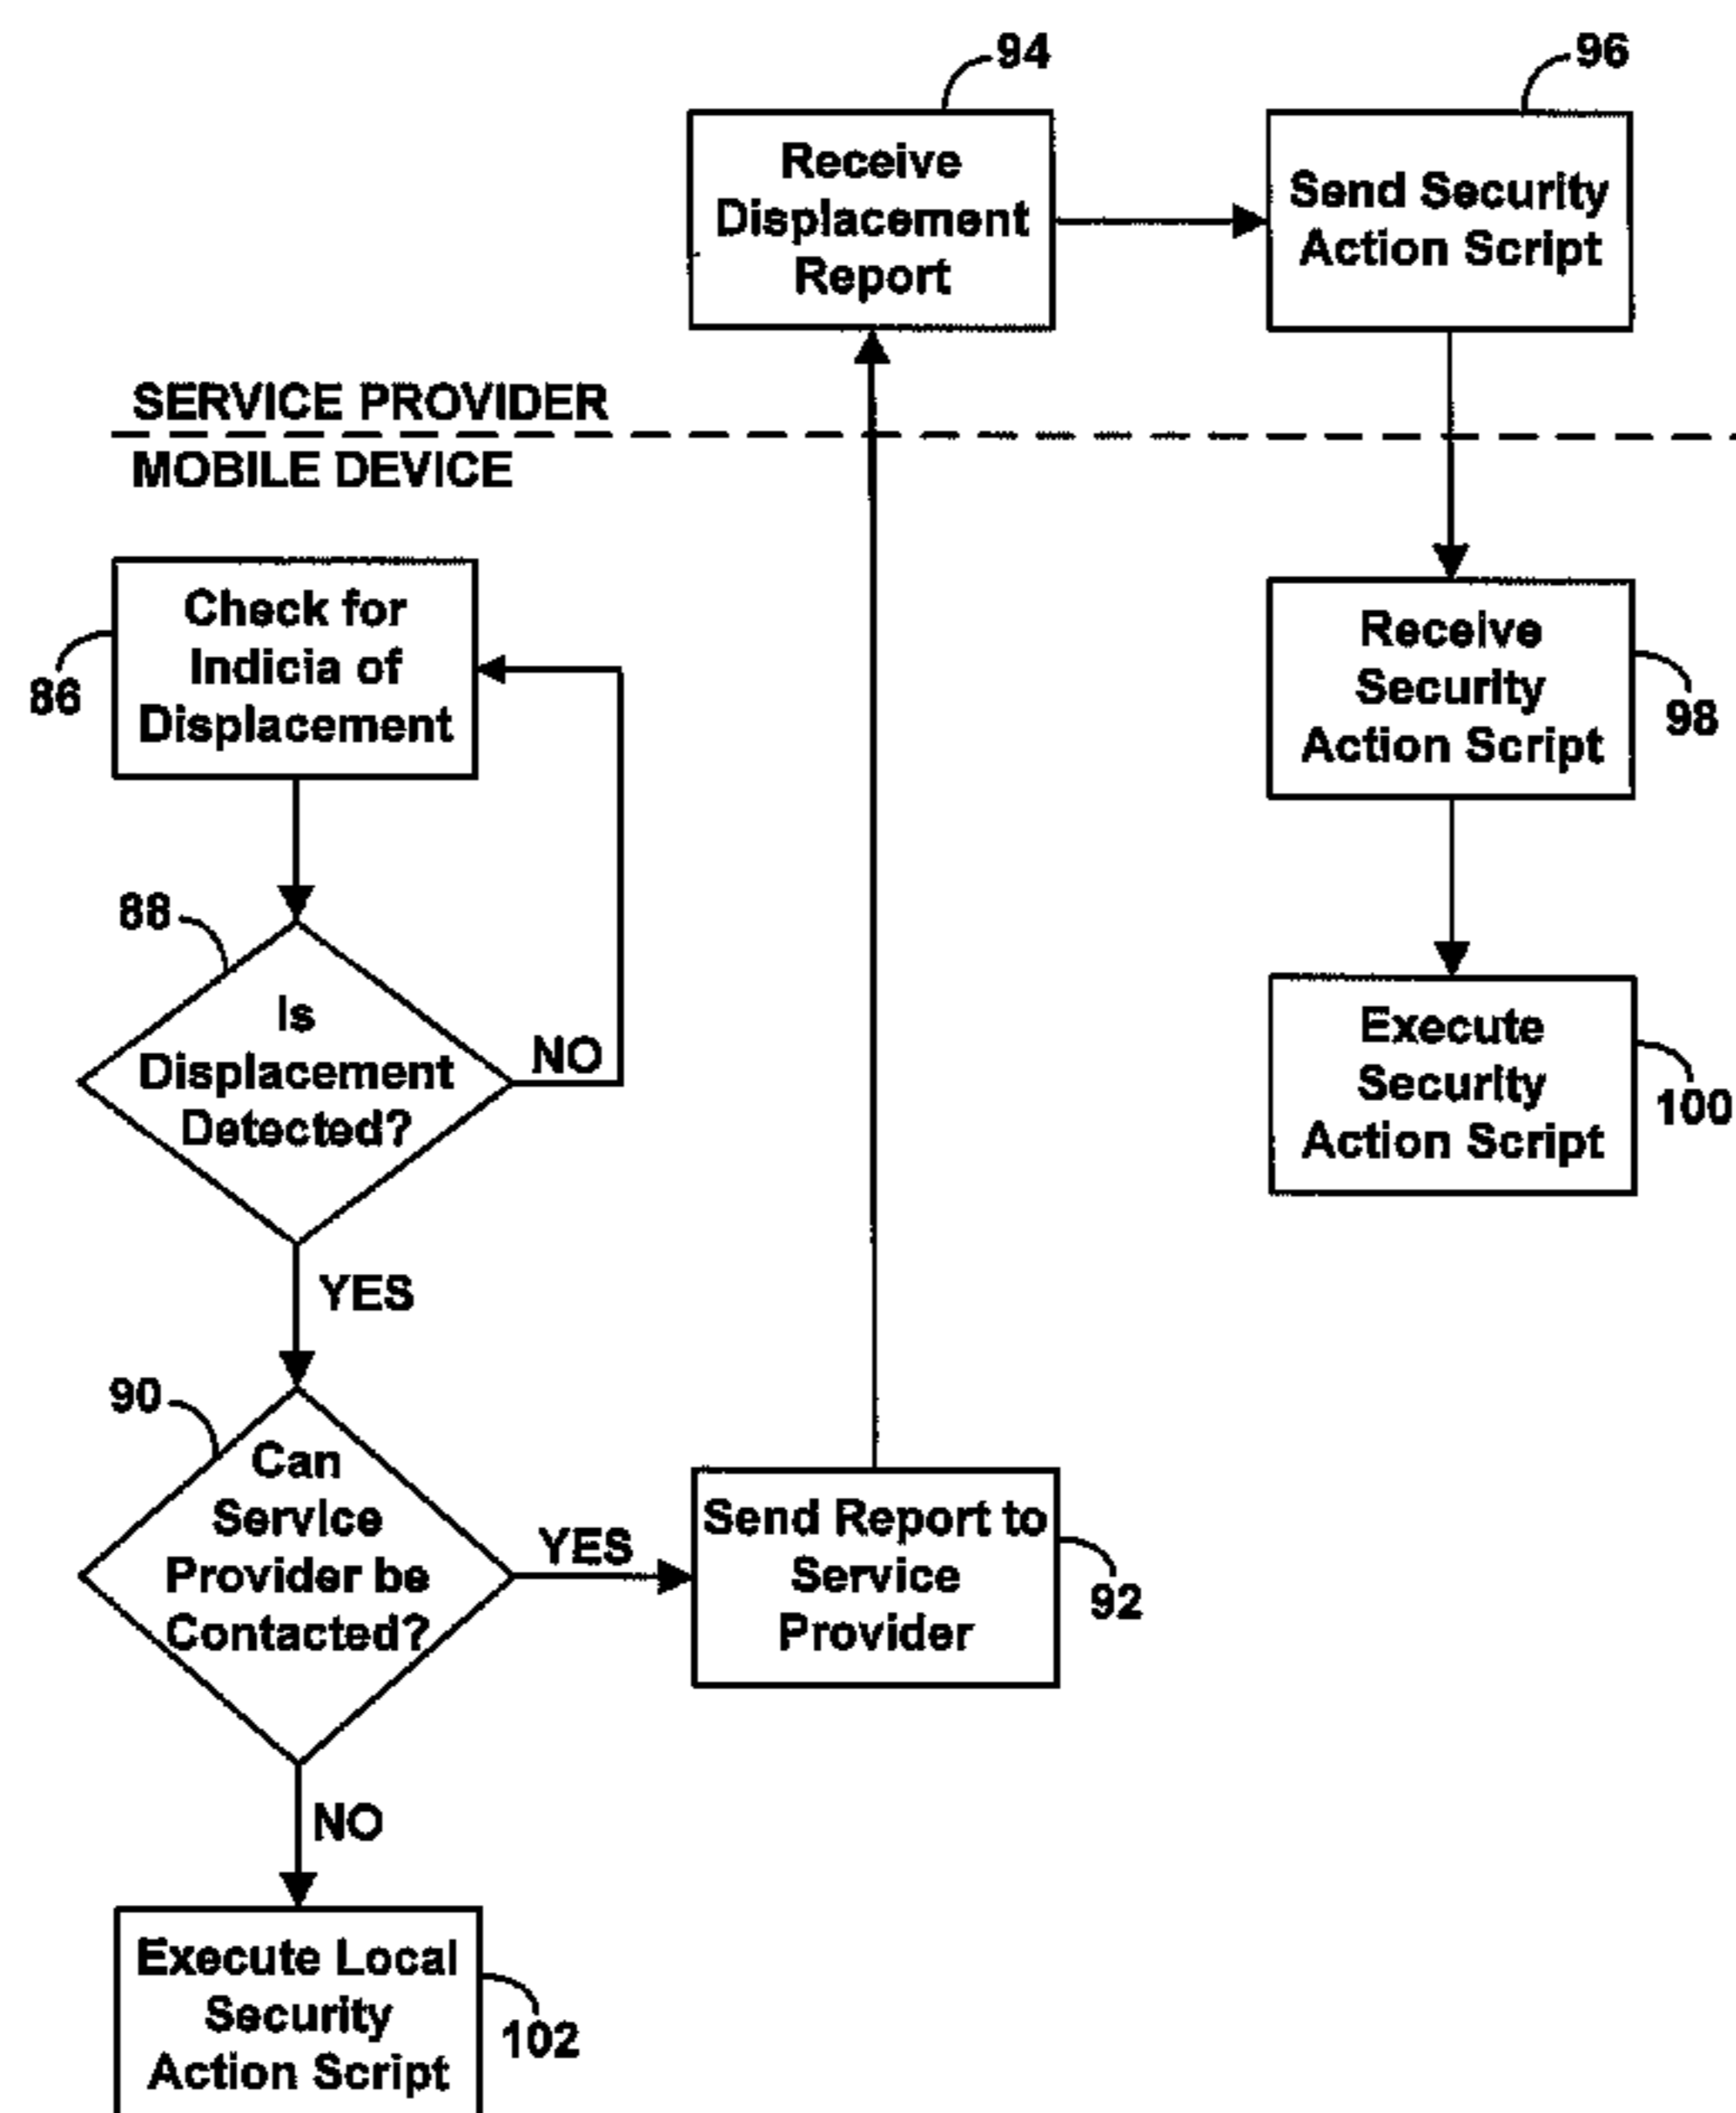 94
96
Receive
Displacement
Report
Send Security
Action Script
SERVICE PROVIDER
MOBILE DEVICE
Check for
Indicia of
Displacement
86
Receive
Security
Action Script
98
88
Is
Displacement
Detected?
NO
Execute
Security
Action Script
100
YES
90
Can
Service
Provider be
Contacted?
YES
Send Report to
Service
Provider
92
NO
Execute Local
Security
Action Script
102